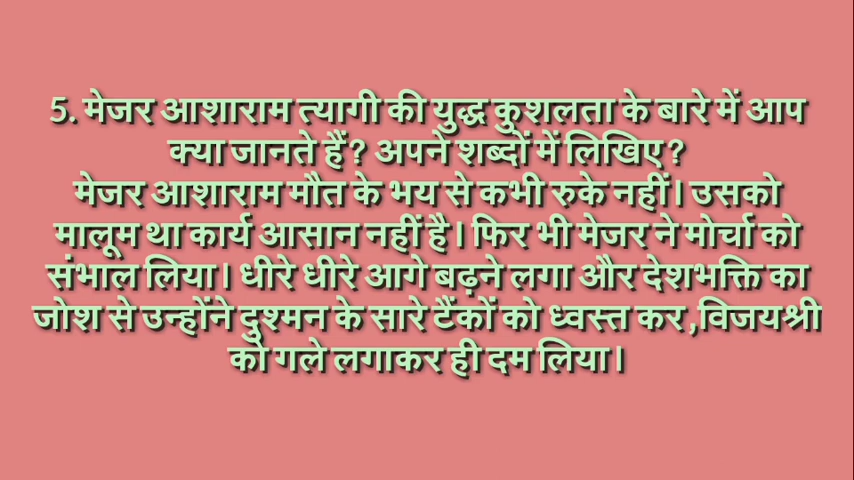 5. मेजर आशाराम त्यागी की युद्ध कुशलता के बारे में आप
क्या जानते हैं? अपने शब्दों में लिखिए?
मेजर आशाराम मौत के भय से कभी रुके नहीं। उसको
मालूम था कार्य आसान नहीं है। फिर भी मेजर ने मोर्चा को
संभाल लिया। धीरे धीरे आगे बढ़ने लगा और देशभक्ति का
जोश से उन्होंने दुश्मन के सारे टैंकों को ध्वस्त कर,विजयश्री
को गले लगाकर ही दम लिया।